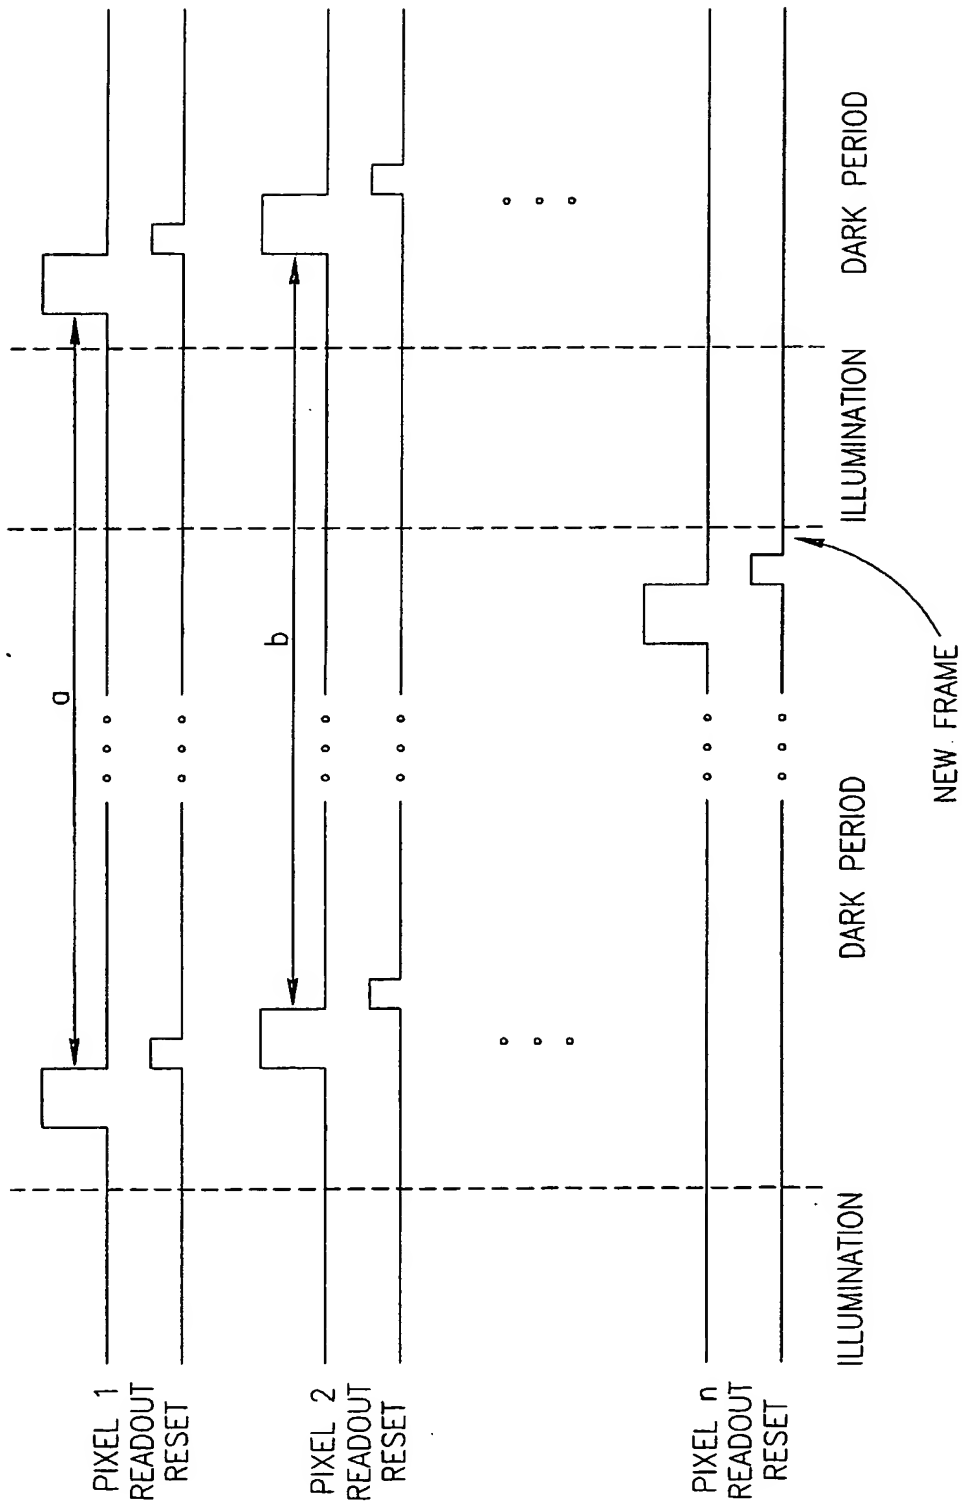 PIXEL 1
READOUT
RESET
a
PIXEL 2
READOUT
RESET
b
PIXEL n
READOUT
RESET
ILLUMINATION
DARK PERIOD
ILLUMINATION
DARK PERIOD
NEW FRAME